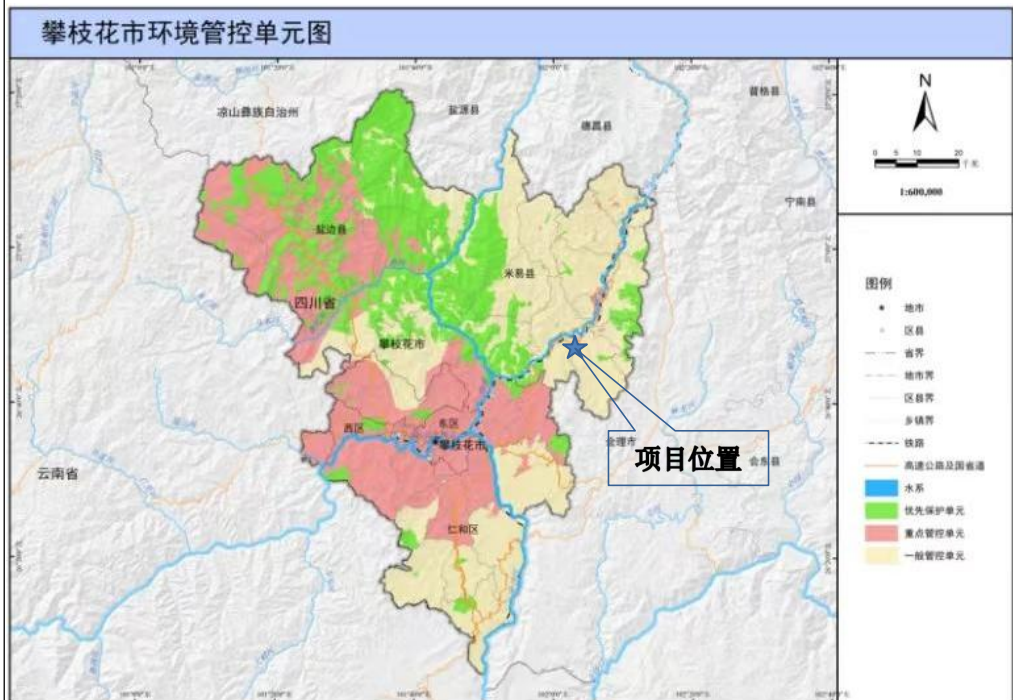 攀枝花市环境管控单元图
N
0 5 10 20
千米
1:600,000
凉山彝族自治州
盐源县
德昌县
普格县
宁南县
盐边县
米易县
四川省
攀枝花市
西区
东区
攀枝花市
会理市
会东县
项目位置
云南省
仁和区
图例
地市
区县
省界
地市界
区县界
乡镇界
铁路
高速公路及国省道
水系
优先保护单元
重点管控单元
一般管控单元